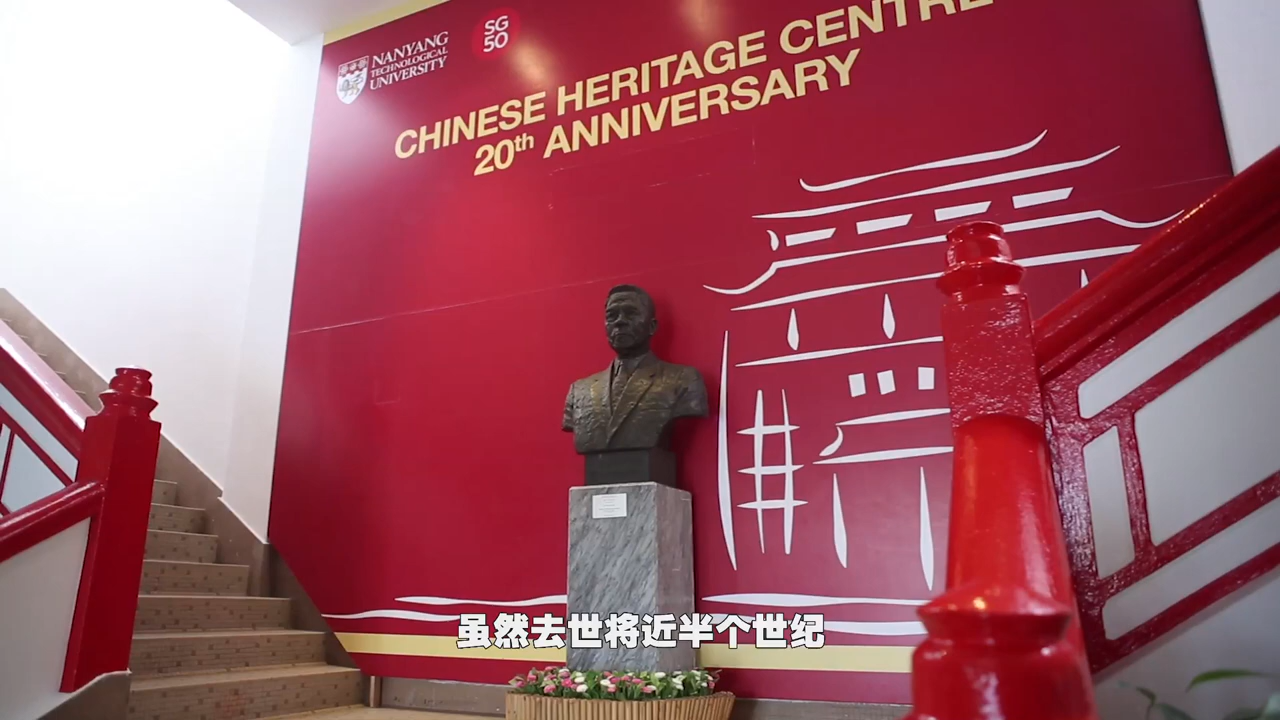 NANYANG
TECHNOLOGICAL
UNIVERSITY
SG
50
CHINESE HERITAGE CENTRE
20th ANNIVERSARY
虽然去世将近半个世纪